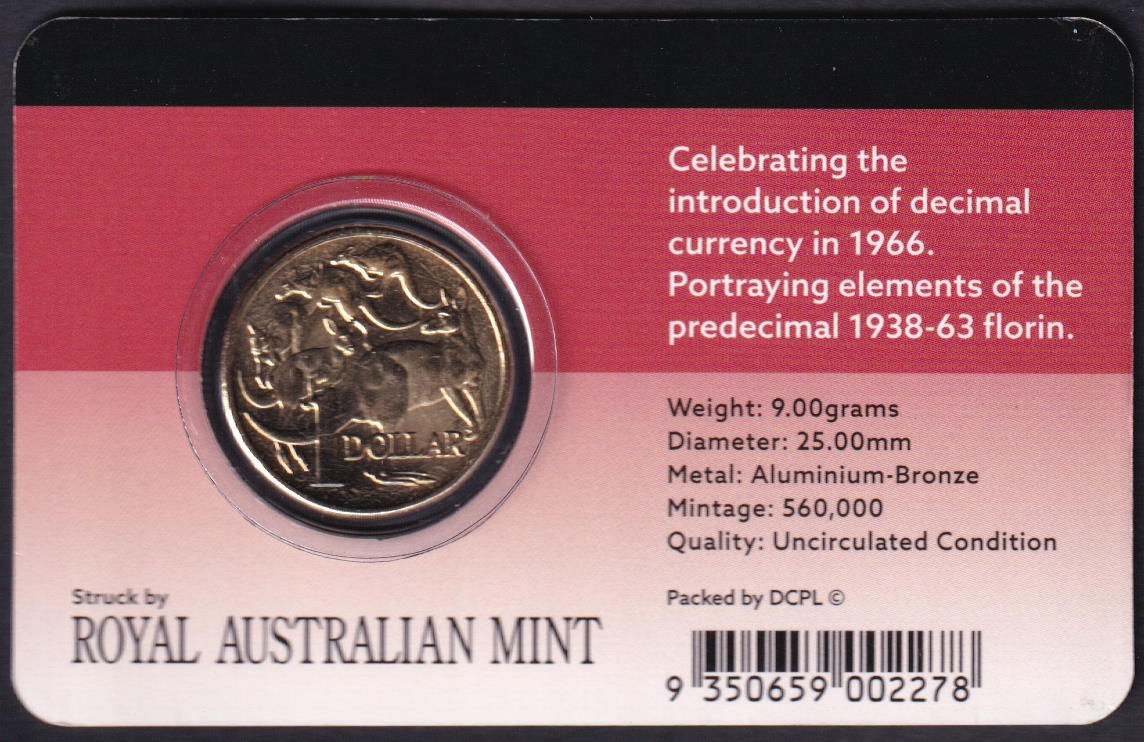 Celebrating the
introduction of decimal
currency in 1966.
Portraying elements of the
predecimal 1938-63 florin.
1 DOLLAR
Weight: 9.00grams
Diameter: 25.00mm
Metal: Aluminium-Bronze
Mintage: 560,000
Quality: Uncirculated Condition
Struck by
ROYAL AUSTRALIAN MINT
Packed by DCPL ©
9 350659 002278